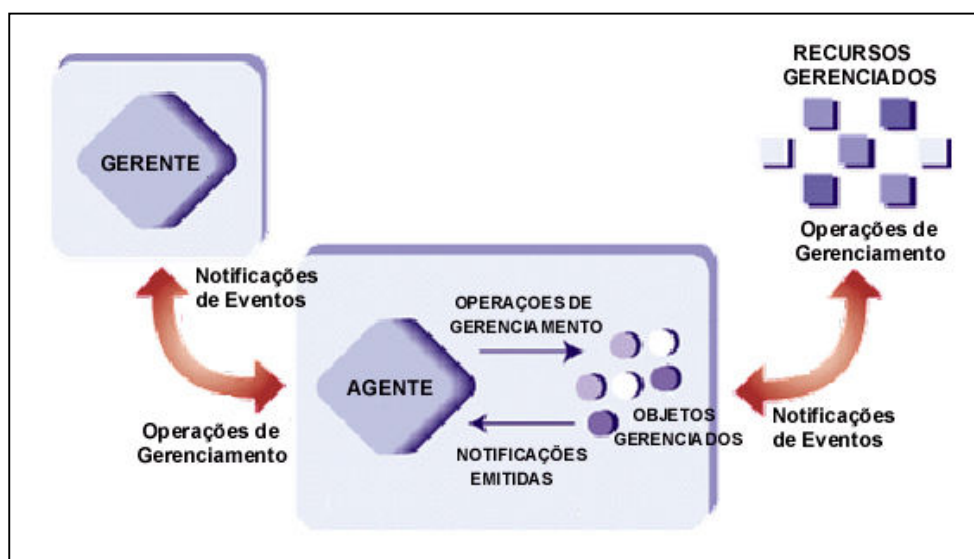 RECURSOS
GERENCIADOS
GERENTE
Operações de
Gerenciamento
Notificações
de Eventos
OPERAÇOES DE
GERENCIAMENTO
AGENTE
OBJETOS
GERENCIADOS
NOTIFICAÇÕES
EMITIDAS
Operações de
Gerenciamento
Notificações
de Eventos